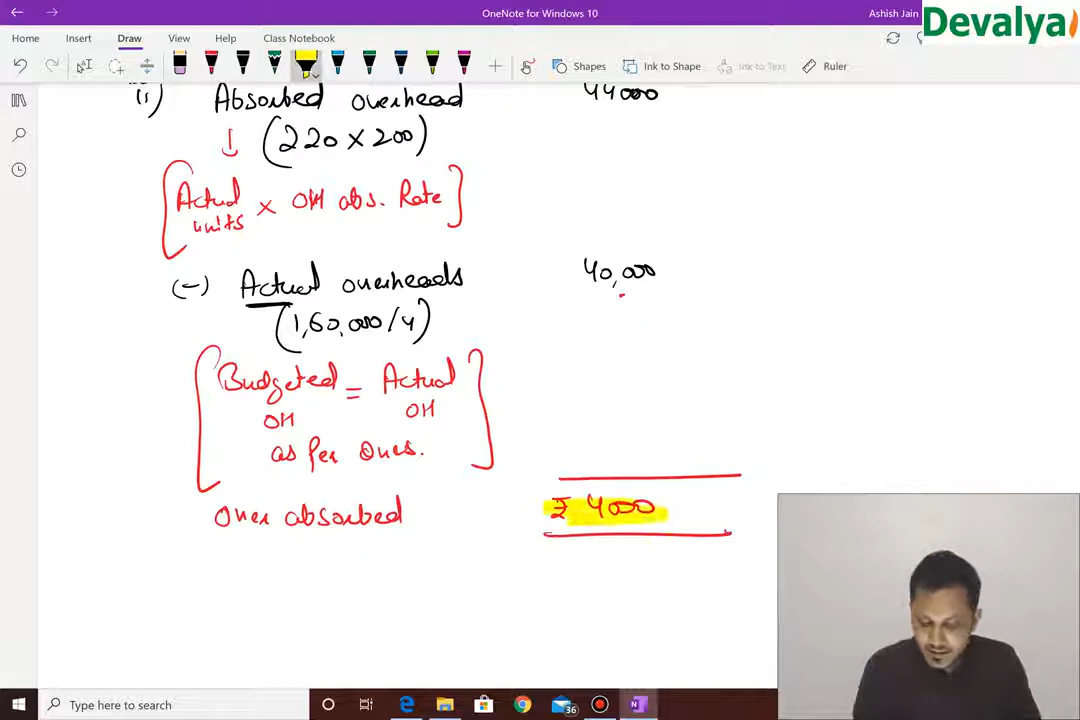 OneNote for Windows 10
Ashish Jain
Devalya
Home Insert Draw View Help Class Notebook
Shapes Ink to Shape Ink to Text Ruler
(i) Absorbed overhead 44000
(220 × 200)
[Actual units × OH abs. Rate]
(-) Actual overheads 40,000
(1,60,000/4)
[Budgeted OH = Actual OH
as per Ques.]
Over absorbed ₹ 4000
Type here to search
36